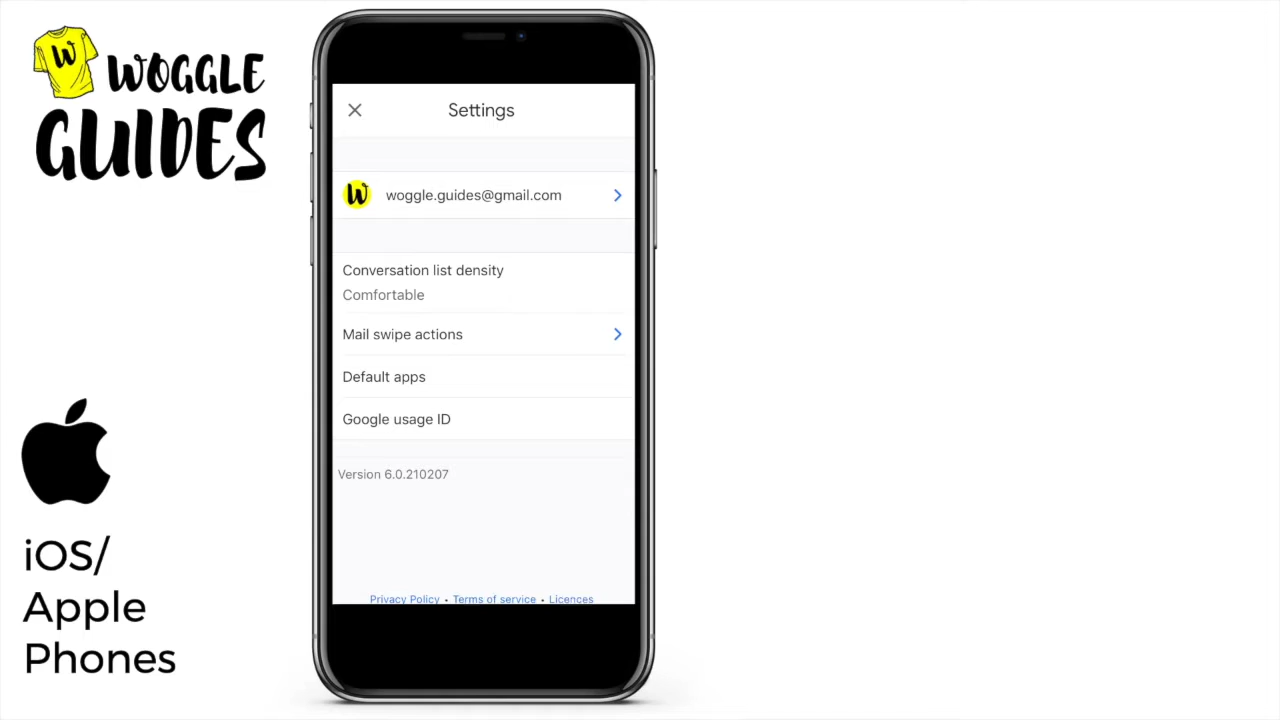 W
WOGGLE
GUIDES
iOS/
Apple
Phones
Settings
W woggle.guides@gmail.com
Conversation list density
Comfortable
Mail swipe actions
Default apps
Google usage ID
Version 6.0.210207
Privacy Policy • Terms of service • Licences